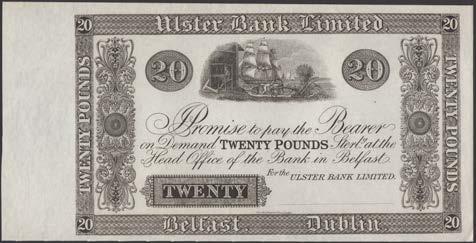 20 Ulster Bank Limited 20
20 20
TWENTY POUNDS
TWENTY POUNDS
I Promise to pay the Bearer
on Demand TWENTY POUNDS Sterlg. at the
Head Office of the Bank in Belfast
For the ULSTER BANK LIMITED.
TWENTY
20 Belfast. Dublin 20